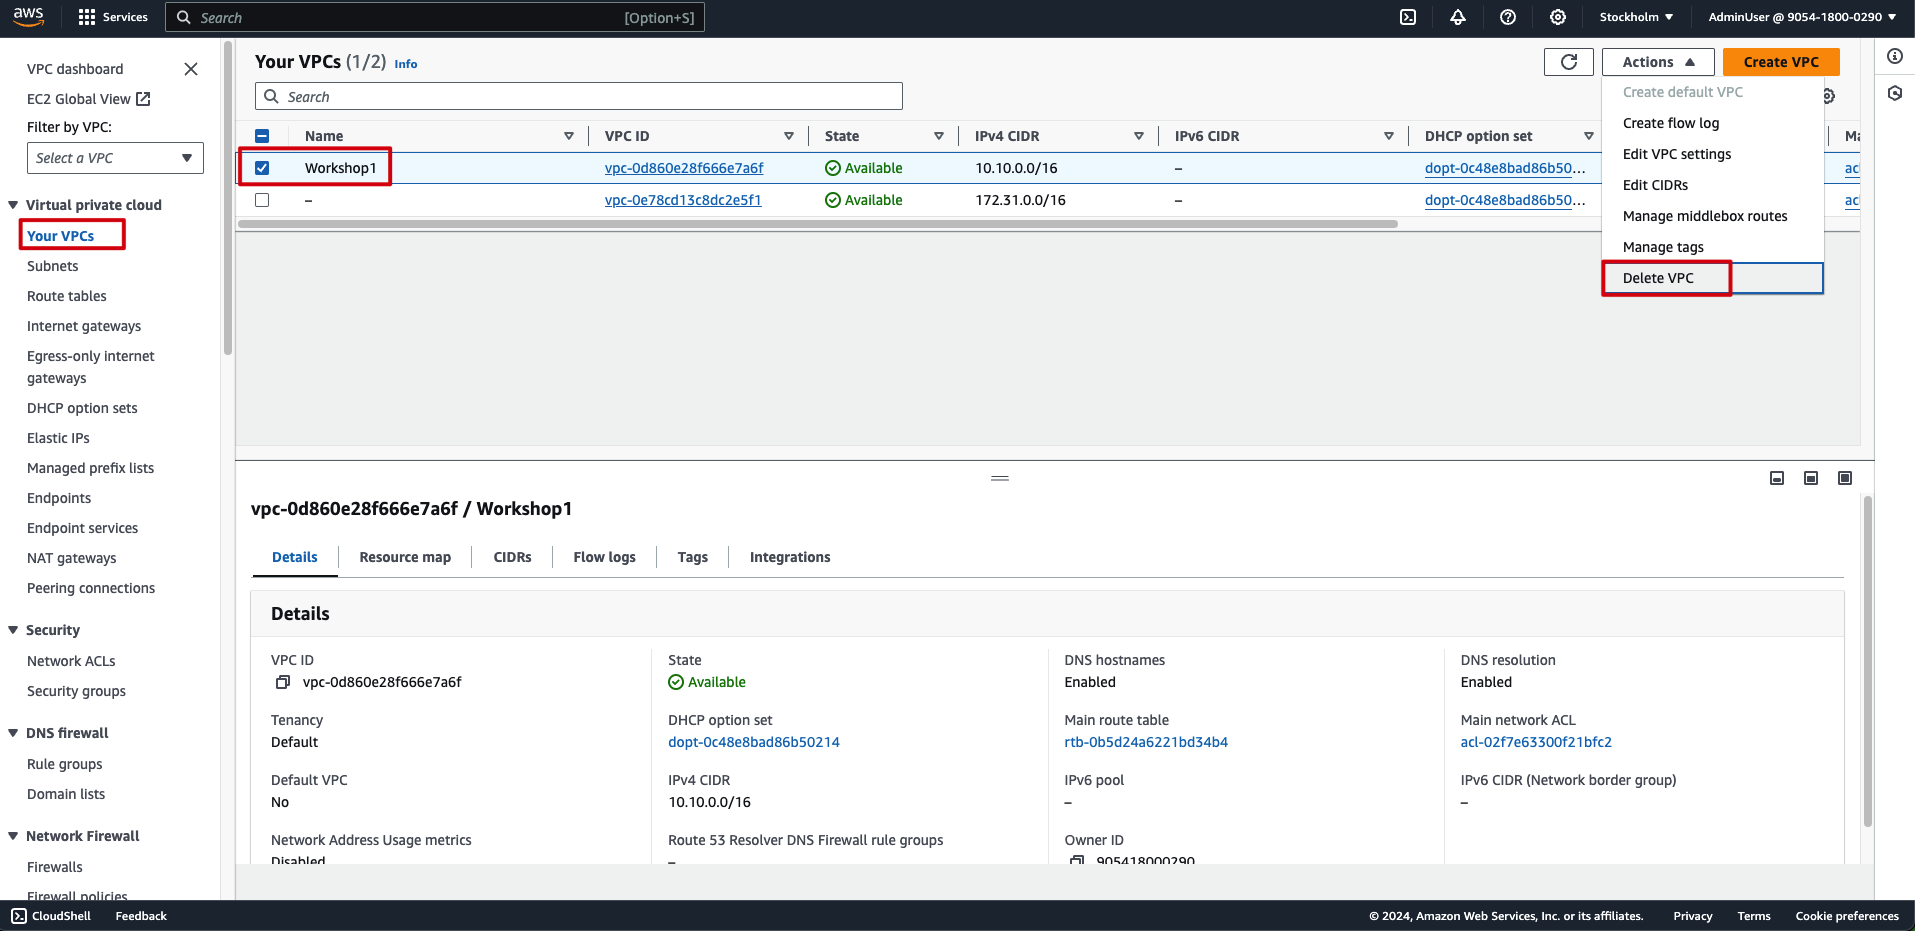 aws
Services
Search
[Option+S]
Stockholm
AdminUser @ 9054-1800-0290
VPC dashboard
EC2 Global View
Filter by VPC:
Select a VPC
Virtual private cloud
Your VPCs
Subnets
Route tables
Internet gateways
Egress-only internet
gateways
DHCP option sets
Elastic IPs
Managed prefix lists
Endpoints
Endpoint services
NAT gateways
Peering connections
Security
Network ACLs
Security groups
DNS firewall
Rule groups
Domain lists
Network Firewall
Firewalls
Firewall policies
Your VPCs (1/2) Info
Actions
Create VPC
Search
Create default VPC
Create flow log
Edit VPC settings
Edit CIDRs
Manage middlebox routes
Manage tags
Delete VPC
Name VPC ID State IPv4 CIDR IPv6 CIDR DHCP option set Ma
Workshop1 vpc-0d860e28f666e7a6f Available 10.10.0.0/16 – dopt-0c48e8bad86b50... acl
– vpc-0e78cd13c8dc2e5f1 Available 172.31.0.0/16 – dopt-0c48e8bad86b50... acl
vpc-0d860e28f666e7a6f / Workshop1
Details Resource map CIDRs Flow logs Tags Integrations
Details
VPC ID
vpc-0d860e28f666e7a6f
State
Available
DNS hostnames
Enabled
DNS resolution
Enabled
Tenancy
Default
DHCP option set
dopt-0c48e8bad86b50214
Main route table
rtb-0b5d24a6221bd34b4
Main network ACL
acl-02f7e63300f21bfc2
Default VPC
No
IPv4 CIDR
10.10.0.0/16
IPv6 pool
–
IPv6 CIDR (Network border group)
–
Network Address Usage metrics
Disabled
Route 53 Resolver DNS Firewall rule groups
–
Owner ID
905418000290
CloudShell
Feedback
© 2024, Amazon Web Services, Inc. or its affiliates.
Privacy
Terms
Cookie preferences